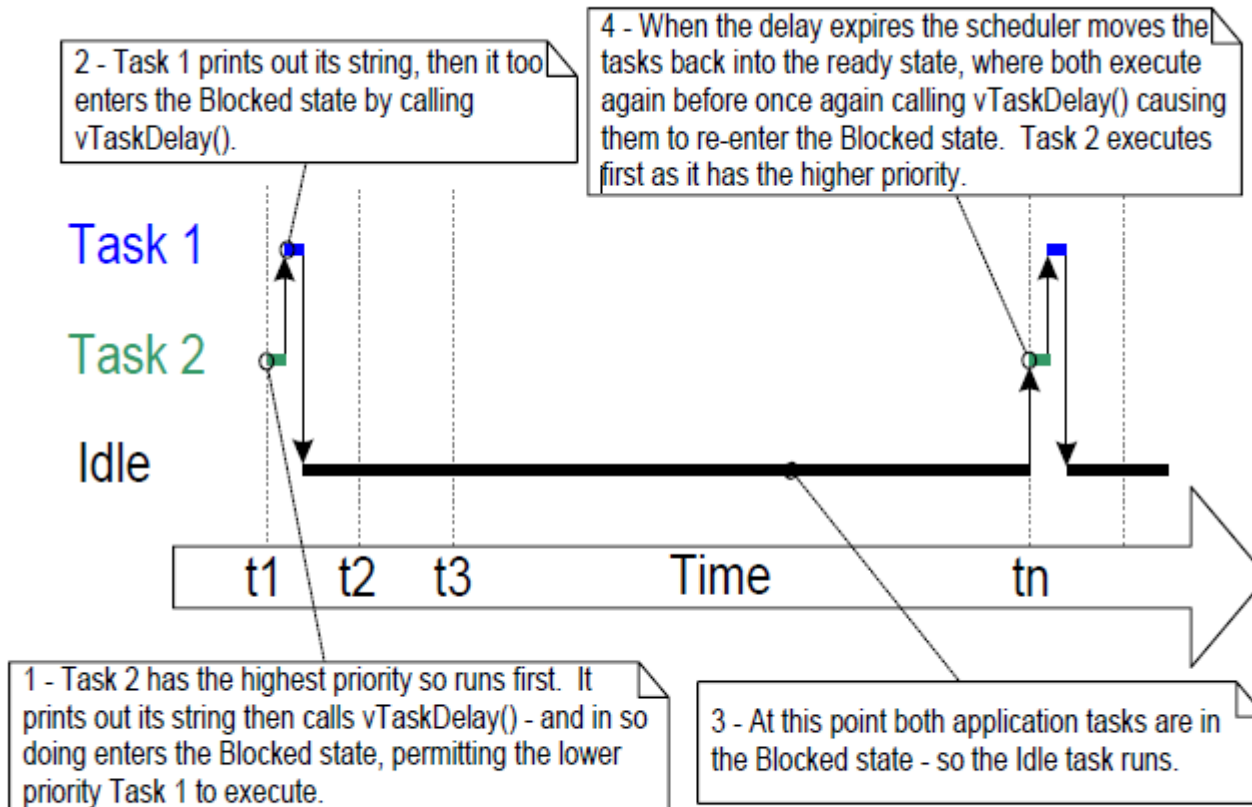 2 - Task 1 prints out its string, then it too
enters the Blocked state by calling
vTaskDelay().
4 - When the delay expires the scheduler moves the
tasks back into the ready state, where both execute
again before once again calling vTaskDelay() causing
them to re-enter the Blocked state. Task 2 executes
first as it has the higher priority.
Task 1
Task 2
Idle
t1 t2 t3 Time tn
1 - Task 2 has the highest priority so runs first. It
prints out its string then calls vTaskDelay() - and in so
doing enters the Blocked state, permitting the lower
priority Task 1 to execute.
3 - At this point both application tasks are in
the Blocked state - so the Idle task runs.